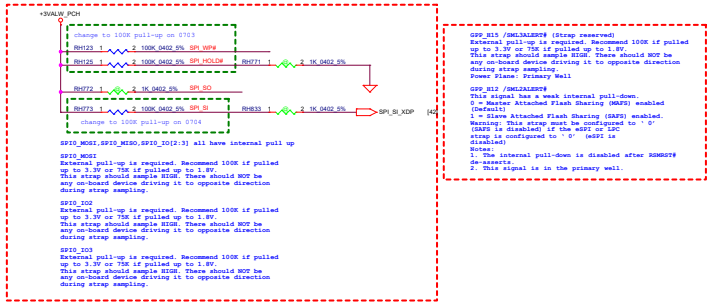 +3VALW_PCH
change to 100K pull-up on 0703
RH123 1 2 100K_0402_5% SPI_WP#
RH125 1 2 100K_0402_5% SPI_HOLD# RH771 1 2 1K_0402_5%
RH772 1 2 1K_0402_5% SPI_SO
RH773 1 2 100K_0402_5% SPI_SI RH633 1 2 1K_0402_5% SPI_SI_XDP [42
change to 100K pull-up on 0704
SPI0_MOSI,SPI0_MISO,SPI0_IO[2:3] all have internal pull up
SPI0_MOSI
External pull-up is required. Recommend 100K if pulled
up to 3.3V or 75K if pulled up to 1.8V.
This strap should sample HIGH. There should NOT be
any on-board device driving it to opposite direction
during strap sampling.
SPI0_IO2
External pull-up is required. Recommend 100K if pulled
up to 3.3V or 75K if pulled up to 1.8V.
This strap should sample HIGH. There should NOT be
any on-board device driving it to opposite direction
during strap sampling.
SPI0_IO3
External pull-up is required. Recommend 100K if pulled
up to 3.3V or 75K if pulled up to 1.8V.
This strap should sample HIGH. There should NOT be
any on-board device driving it to opposite direction
during strap sampling.
GPP_H15 /SML3ALERT# (Strap reserved)
External pull-up is required. Recommend 100K if pulled
up to 3.3V or 75K if pulled up to 1.8V.
This strap should sample HIGH. There should NOT be
any on-board device driving it to opposite direction
during strap sampling.
Power Plane: Primary Well
GPP_H12 /SML2ALERT#
This signal has a weak internal pull-down.
0 = Master Attached Flash Sharing (MAFS) enabled
(Default)
1 = Slave Attached Flash Sharing (SAFS) enabled.
Warning: This strap must be configured to ' 0'
(SAFS is disabled) if the eSPI or LPC
strap is configured to ' 0' (eSPI is
disabled)
Notes:
1. The internal pull-down is disabled after RSMRST#
de-asserts.
2. This signal is in the primary well.